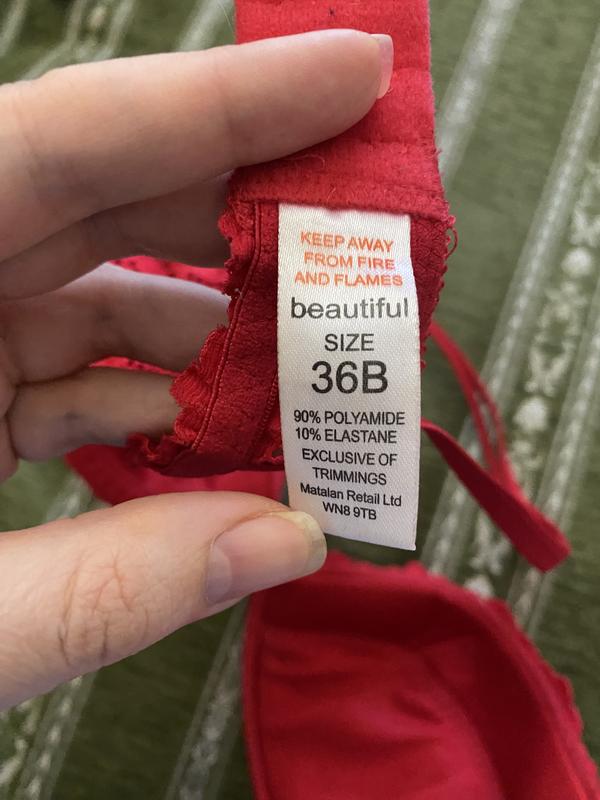 KEEP AWAY
FROM FIRE
AND FLAMES
beautiful
SIZE
36B
90% POLYAMIDE
10% ELASTANE
EXCLUSIVE OF
TRIMMINGS
Matalan Retail Ltd
WN8 9TB